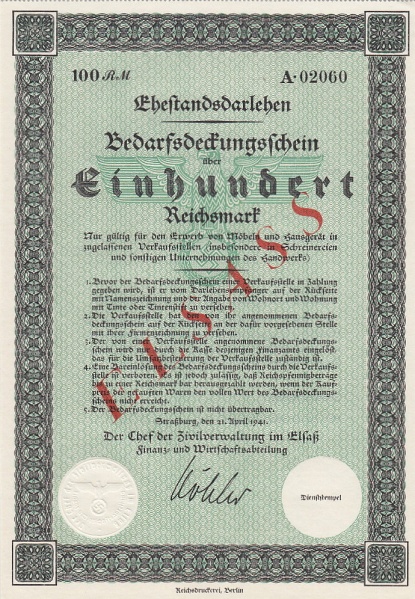 100 RM A·02060
Ehestandsdarlehen
Bedarfsdeckungsschein
über
Einhundert
Reichsmark
Nur gültig für den Erwerb von Möbeln und Hausgerät in
zugelassenen Verkaufsstellen insbesondere in Schreinereien
und sonstigen Unternehmungen des Handwerks
1. Bevor der Bedarfsdeckungsschein einer Verkaufsstelle in Zahlung
gegeben wird, ist er vom Darlehensempfänger auf der Rückseite
mit Namenszeichnung und der Angabe von Wohnort und Wohnung
mit Tinte oder Tintenstift zu versehen.
2. Die Verkaufsstelle hat den von ihr angenommenen Bedarfs-
deckungsschein auf der Rückseite an der dafür vorgesehenen Stelle
mit ihrer Firmenzeichnung zu versehen.
3. Der von einer Verkaufsstelle angenommene Bedarfsdeckungs-
schein wird nur von der Kasse desjenigen Finanzamtes eingelöst,
das für die Umsatzbesteuerung der Verkaufsstelle zuständig ist.
4. Eine Bareinlösung des Bedarfsdeckungsscheins durch die Verkaufs-
stelle ist verboten. Es ist jedoch zulässig, daß Reichspfennigbeträge
bis zu einer Reichsmark bar herausgezahlt werden, wenn der Kauf-
preis der gekauften Waren den vollen Wert des Bedarfsdeckungs-
scheins nicht erreicht.
5. Der Bedarfsdeckungsschein ist nicht übertragbar.
Straßburg, den 21. April 1941.
Der Chef der Zivilverwaltung im Elsaß
Finanz- und Wirtschaftsabteilung
Köhler
Dienststempel
Reichsdruckerei, Berlin